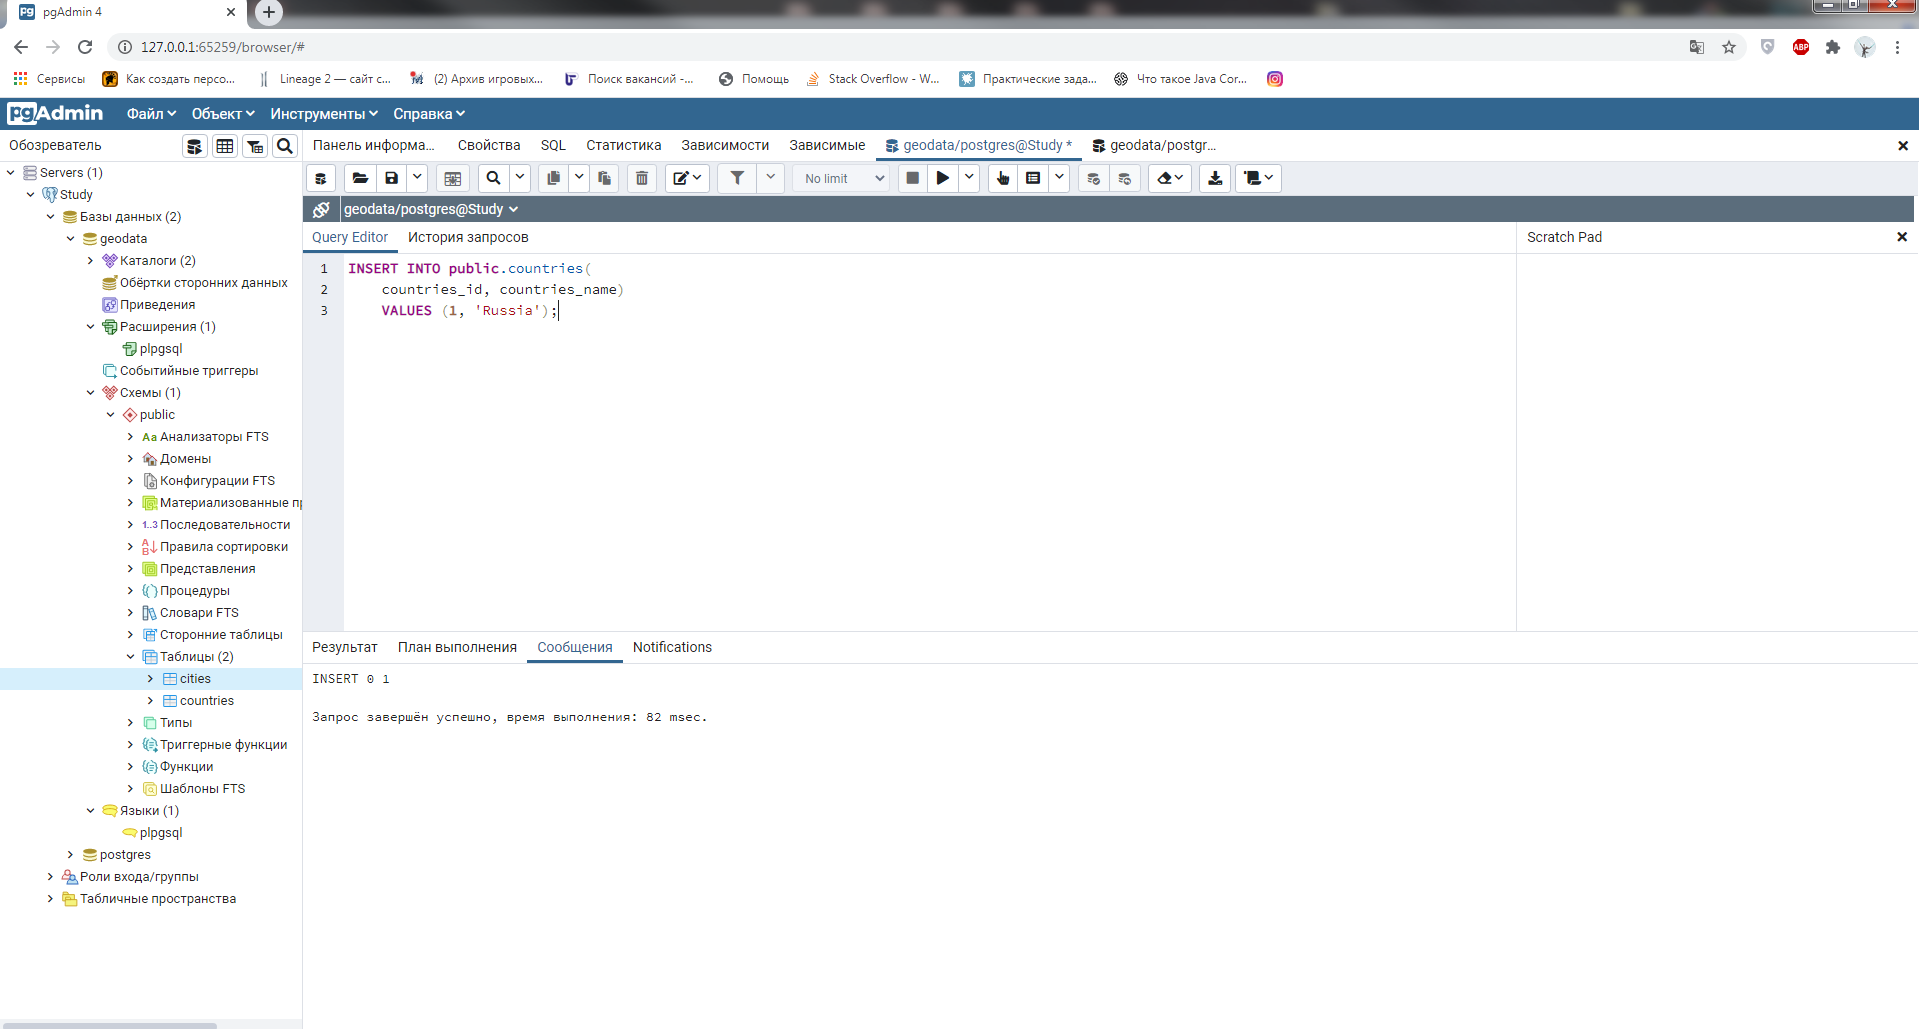 pgAdmin 4
127.0.0.1:65259/browser/#
Сервисы
Как создать персо...
Lineage 2 — сайт с...
(2) Архив игровых...
Поиск вакансий -...
Помощь
Stack Overflow - W...
Практические зада...
Что такое Java Cor...
pgAdmin
Файл
Объект
Инструменты
Справка
Обозреватель
Панель информа...
Свойства
SQL
Статистика
Зависимости
Зависимые
geodata/postgres@Study *
geodata/postgr...
No limit
geodata/postgres@Study
Query Editor
История запросов
Scratch Pad
1 INSERT INTO public.countries(
2 countries_id, countries_name)
3 VALUES (1, 'Russia');
Servers (1)
Study
Базы данных (2)
geodata
Каталоги (2)
Обёртки сторонних данных
Приведения
Расширения (1)
plpgsql
Событийные триггеры
Схемы (1)
public
Анализаторы FTS
Домены
Конфигурации FTS
Материализованные пр
Последовательности
Правила сортировки
Представления
Процедуры
Словари FTS
Сторонние таблицы
Таблицы (2)
cities
countries
Типы
Триггерные функции
Функции
Шаблоны FTS
Языки (1)
plpgsql
postgres
Роли входа/группы
Табличные пространства
Результат
План выполнения
Сообщения
Notifications
INSERT 0 1
Запрос завершён успешно, время выполнения: 82 msec.